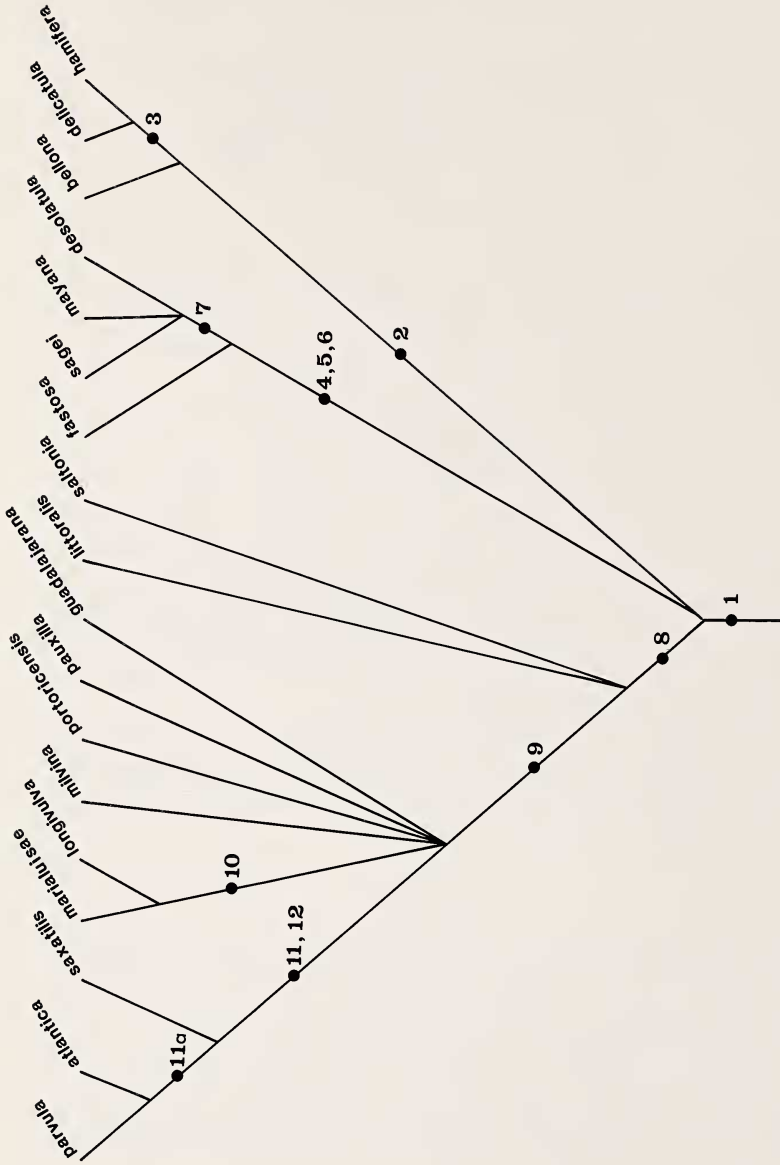 parvula
atlantica
saxatilis
marialuisae
longivulva
milvina
portoricensis
pauxilla
guadalajarana
littoralis
saltonia
fastosa
sagei
mayana
desolatula
bellona
delicatula
hamifera
3
7
2
4,5,6
1
8
9
10
11,12
11a